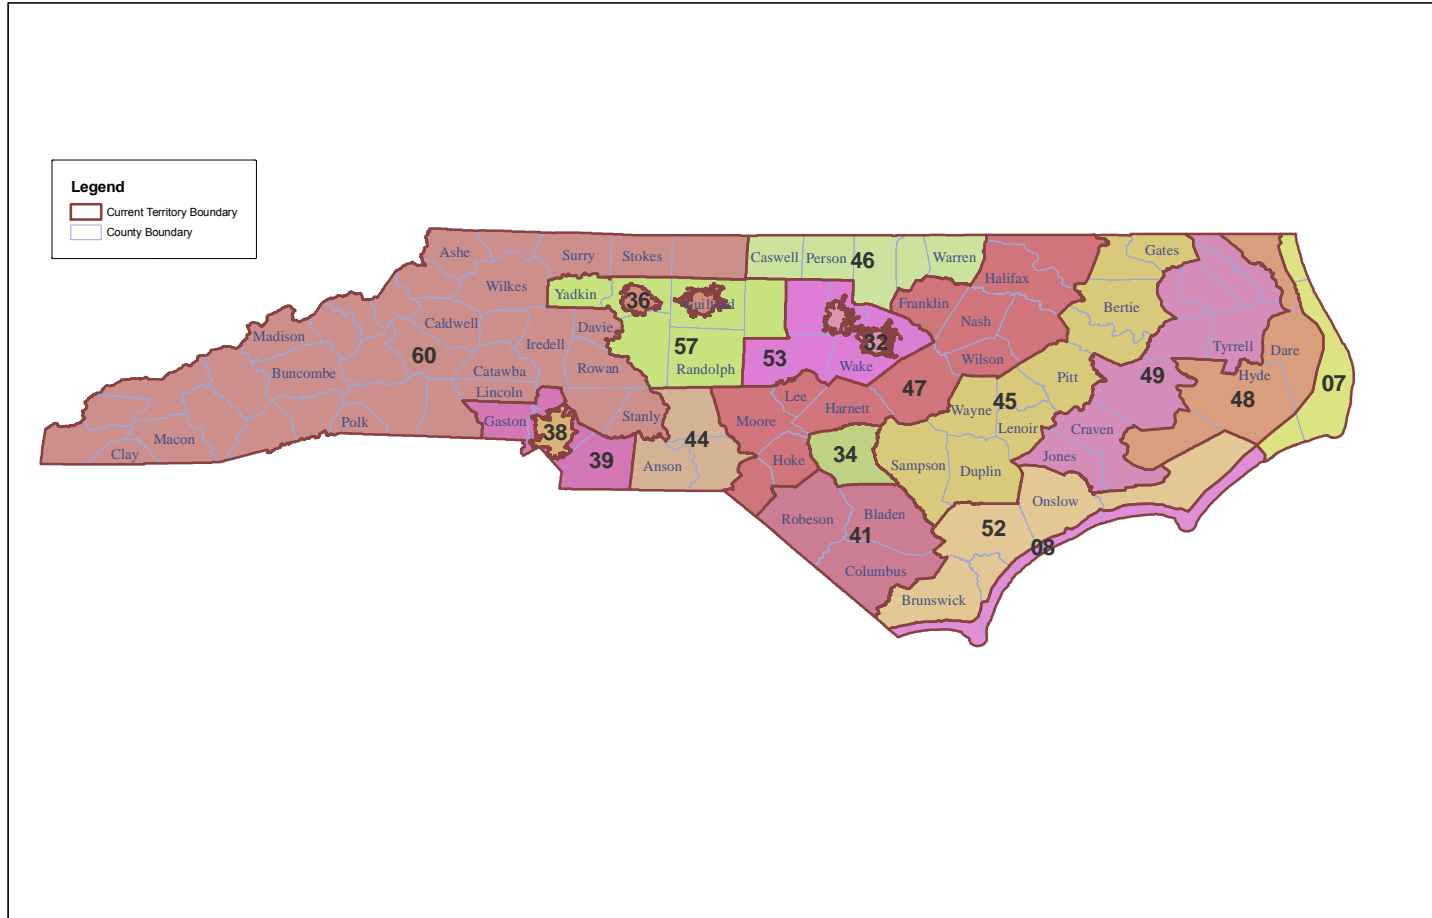 Legend
Current Territory Boundary
County Boundary
Ashe
Surry
Stokes
Caswell
Person
46
Warren
Gates
Halifax
Wilkes
Yadkin
36
Guilford
Franklin
Bertie
Madison
Caldwell
Davie
Nash
Iredell
57
53
32
Tyrrell
Dare
60
Buncombe
Catawba
Rowan
Randolph
Wake
Wilson
Pitt
49
Hyde
07
Lincoln
Lee
47
45
48
Gaston
38
Stanly
Moore
Harnett
Wayne
Polk
Lenoir
Craven
Macon
44
Clay
39
Anson
Hoke
34
Sampson
Duplin
Jones
Onslow
Robeson
Bladen
41
52
08
Columbus
Brunswick